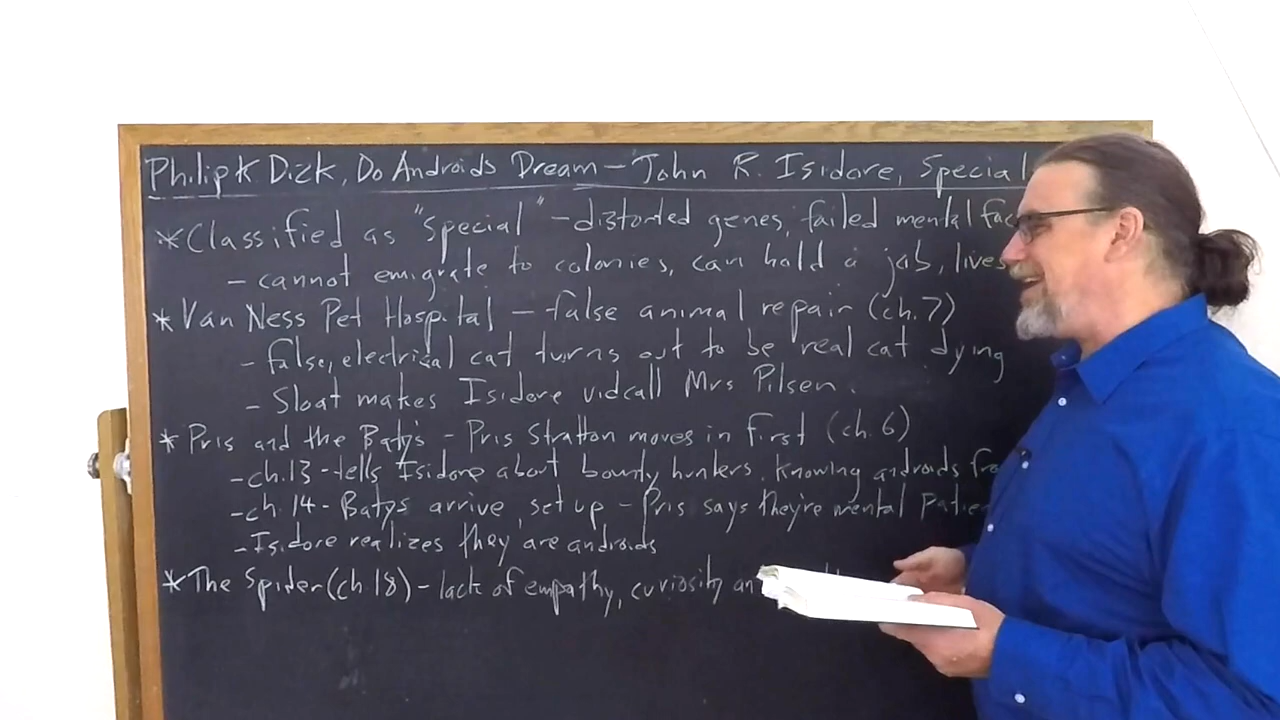 Philip K Dick, Do Androids Dream - John R. Isidore, Special
* Classified as "Special" - distorted genes, failed mental fac
- cannot emigrate to colonies, can hold a job, lives
* Van Ness Pet Hospital - false animal repair (ch. 7)
- false, electrical cat turns out to be real cat dying
- Sloat makes Isidore vidcall Mrs Pilsen.
* Pris and the Batys - Pris Stratton moves in first (ch. 6)
- ch. 13 - tells Isidore about bounty hunters, knowing androids fro
- ch. 14 - Batys arrive, set up - Pris says they're mental patien
- Isidore realizes they are androids
* The Spider (ch. 18) - lack of empathy, curiosity an